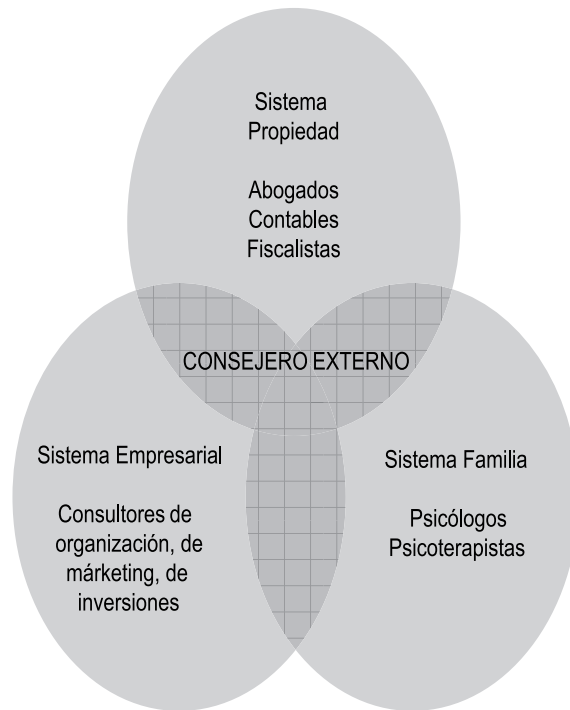 Sistema
Propiedad
Abogados
Contables
Fiscalistas
CONSEJERO EXTERNO
Sistema Empresarial
Consultores de
organización, de
márketing, de
inversiones
Sistema Familia
Psicólogos
Psicoterapistas